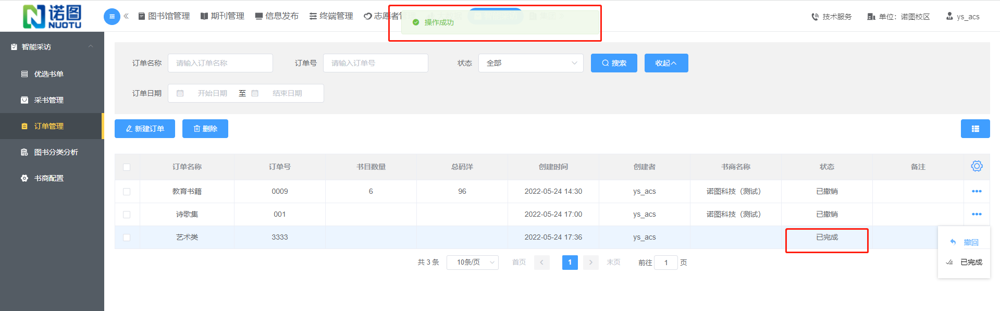 诺图
NUOTU
图书馆管理 期刊管理 信息发布 终端管理 志愿者管
操作成功
技术服务 单位：诺图校区 ys_acs
智能采访
优选书单
采书管理
订单管理
图书分类分析
书商配置
订单名称 请输入订单名称 订单号 请输入订单号 状态 全部 搜索 收起
订单日期 开始日期 至 结束日期
新建订单 删除
订单名称 订单号 书目数量 总码洋 创建时间 创建者 书商名称 状态 备注
教育书籍 0009 6 96 2022-05-24 14:30 ys_acs 诺图科技（测试） 已撤销
诗歌集 001 2022-05-24 17:00 ys_acs 诺图科技（测试） 已撤销
艺术类 3333 2022-05-24 17:36 ys_acs 已完成
撤回
已完成
共 3 条 10条/页 首页 1 末页 前往 1 页